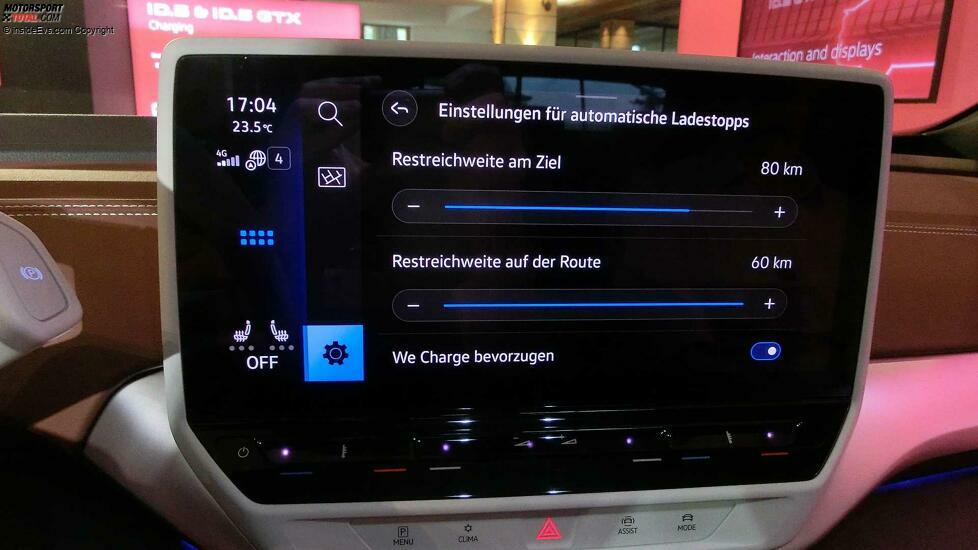 MOTORSPORT
TOTAL.COM
© InsideEVs.com Copyright
ID.5 & ID.5 GTX
Charging
Interaction and displays
17:04
23.5°C
4G
4
OFF
Einstellungen für automatische Ladestopps
Restreichweite am Ziel
80 km
− +
Restreichweite auf der Route
60 km
− +
We Charge bevorzugen
P
P
MENU
CLIMA
ASSIST
MODE